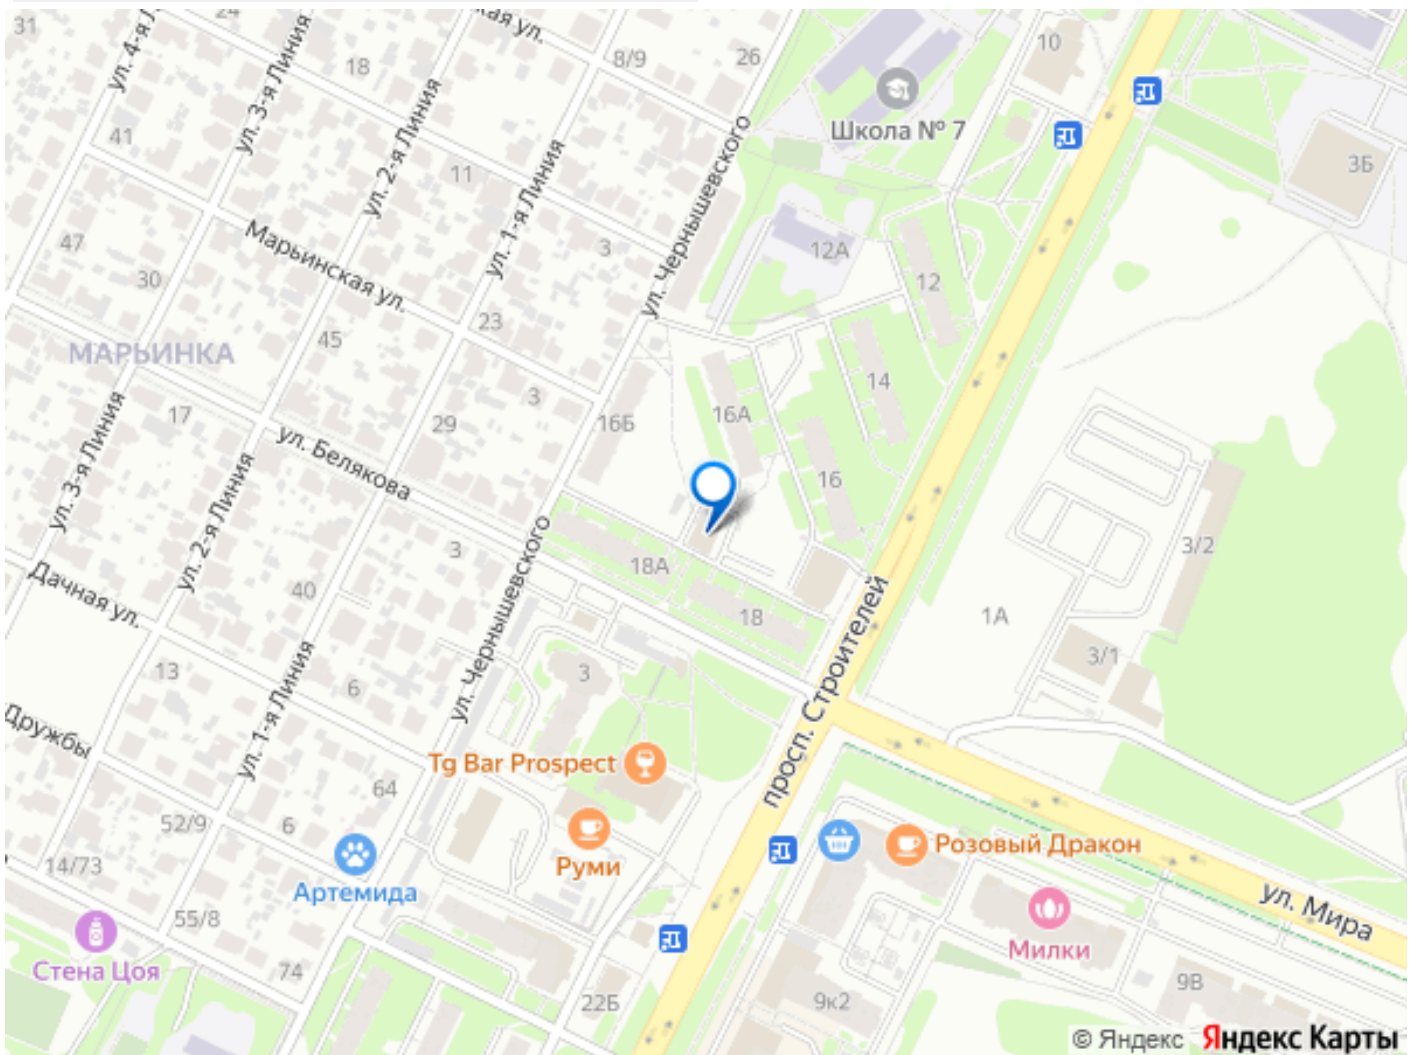 31
ул. 4-я Л
ул. 3-я Линия
24
ская ул.
18
8/9
26
10
Школа № 7
3Б
41
ул. 2-я Линия
11
ул. 1-я Линия
ул. Чернышевского
47
30
Марьинская ул.
3
12А
12
МАРЬИНКА
45
23
3
14
17
29
16Б
16А
16
ул. Белякова
ул. 3-я Линия
ул. 2-я Линия
3
18А
18
3/2
1А
3/1
Дачная ул.
40
ул. Чернышевского
просп. Строителей
13
6
3
ул. 1-я Линия
Дружбы
Tg Bar Prospect
64
52/9
6
Руми
Розовый Дракон
14/73
Артемида
ул. Мира
55/8
Милки
Стена Цоя
74
22Б
9к2
9В
© Яндекс Яндекс Карты